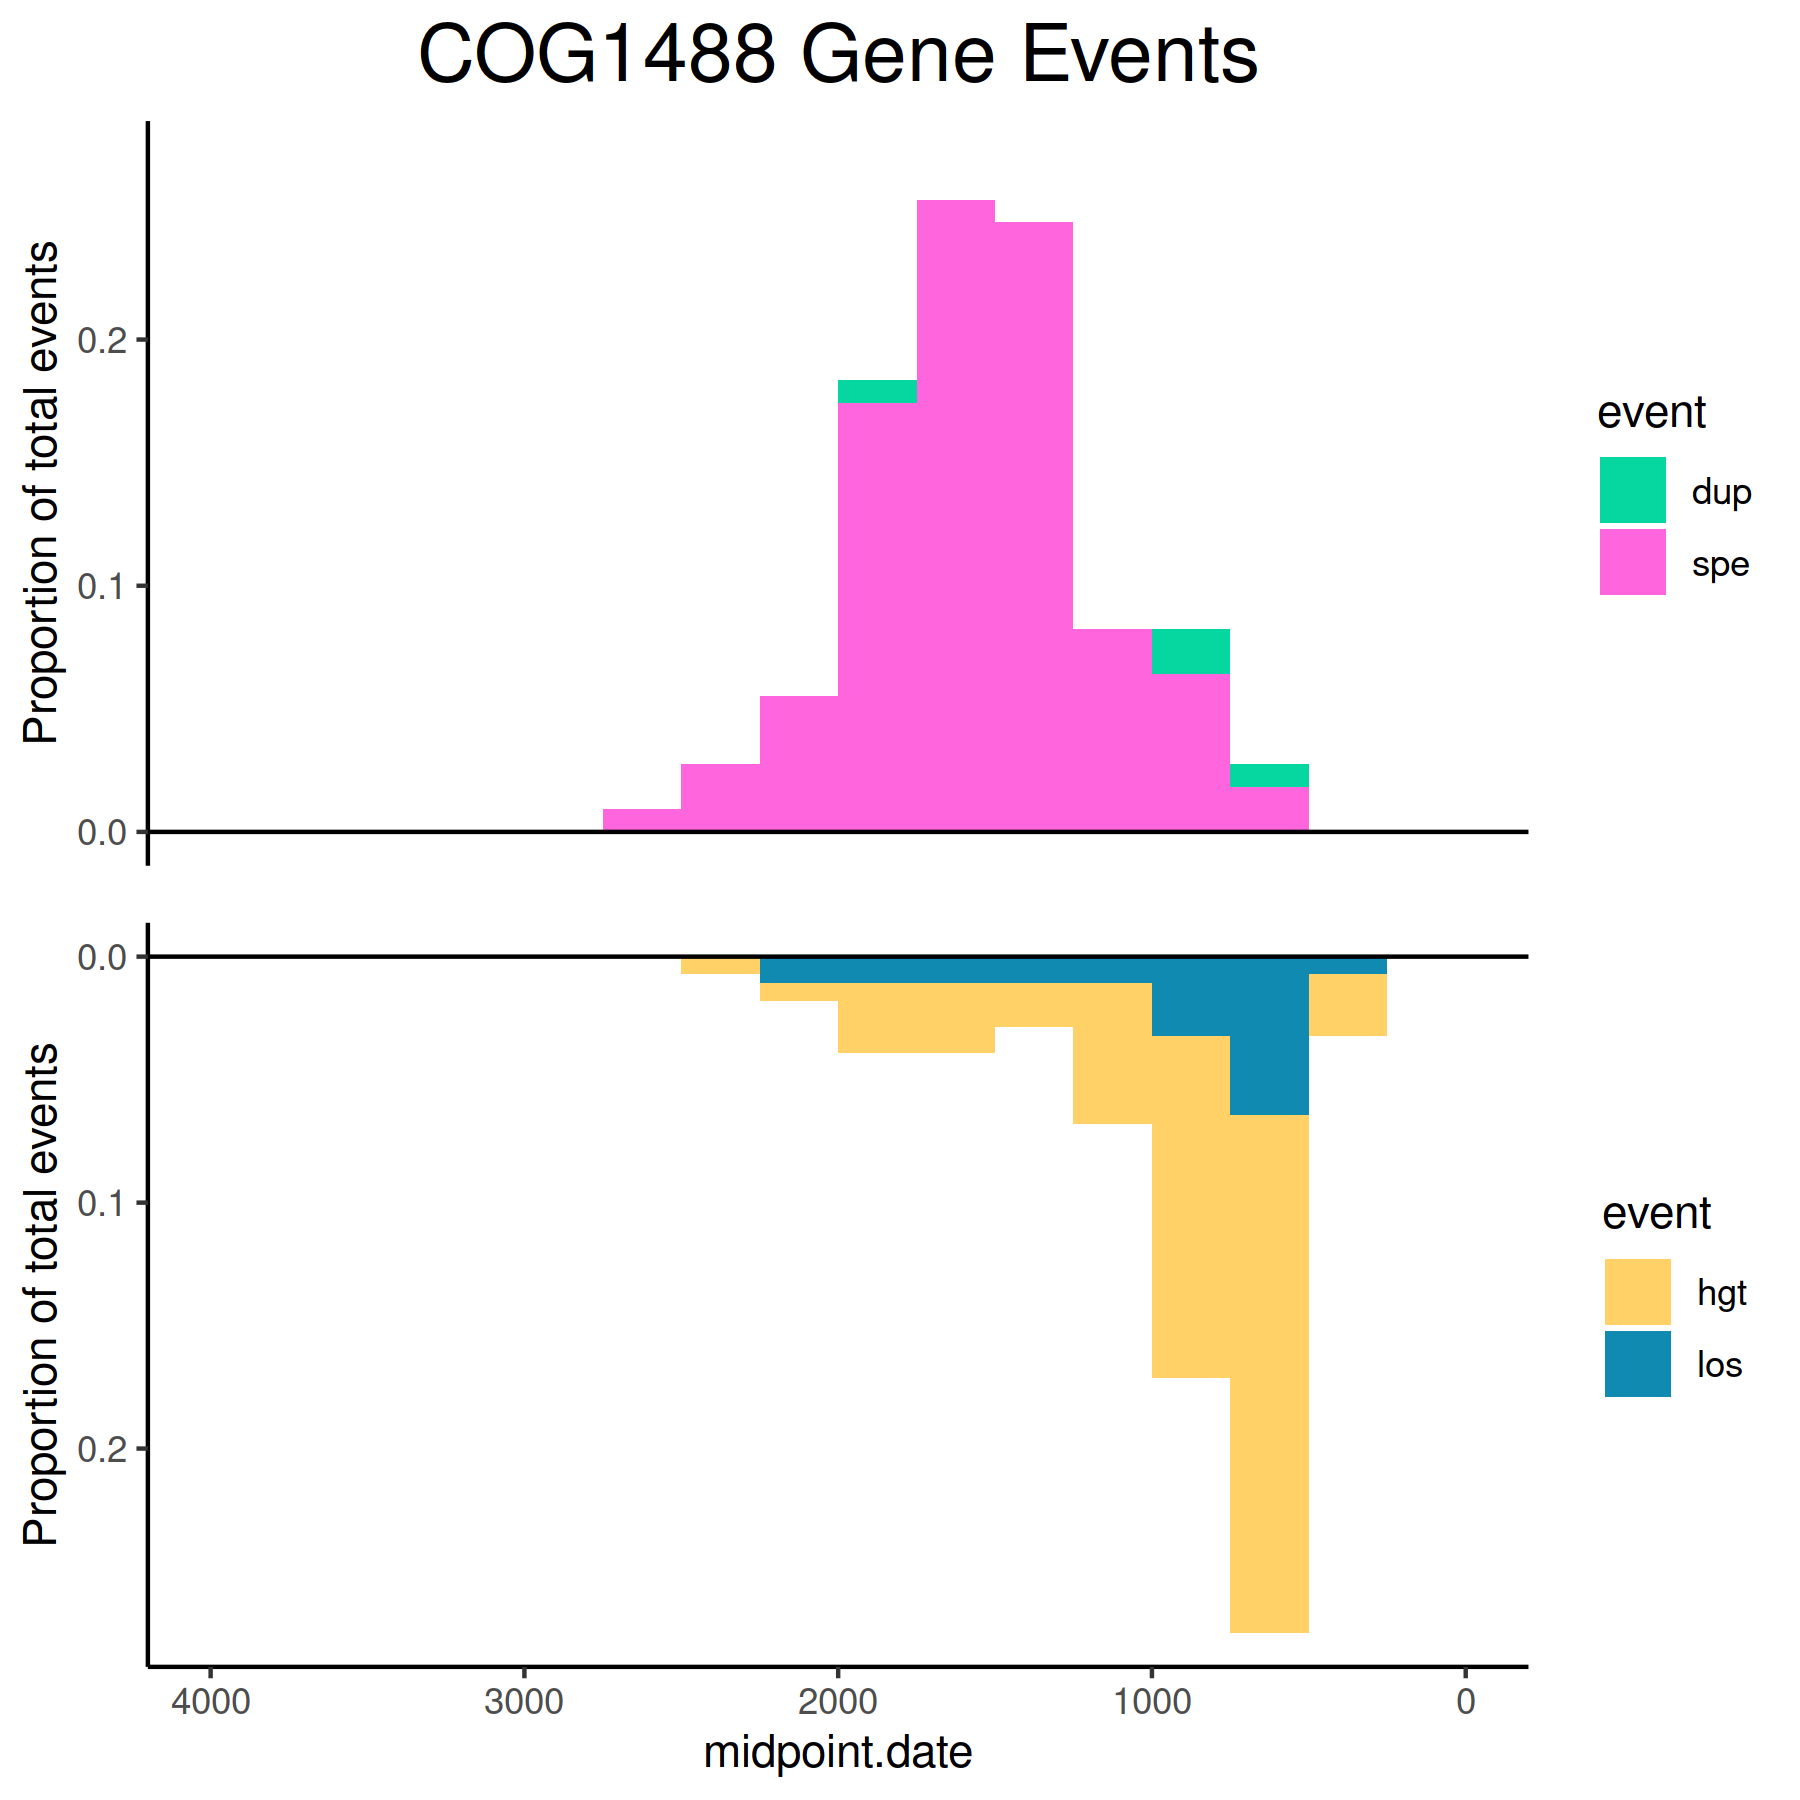 COG1488 Gene Events
Proportion of total events
0.2
0.1
0.0
event
dup
spe
Proportion of total events
0.0
0.1
0.2
event
hgt
los
4000 3000 2000 1000 0
midpoint.date